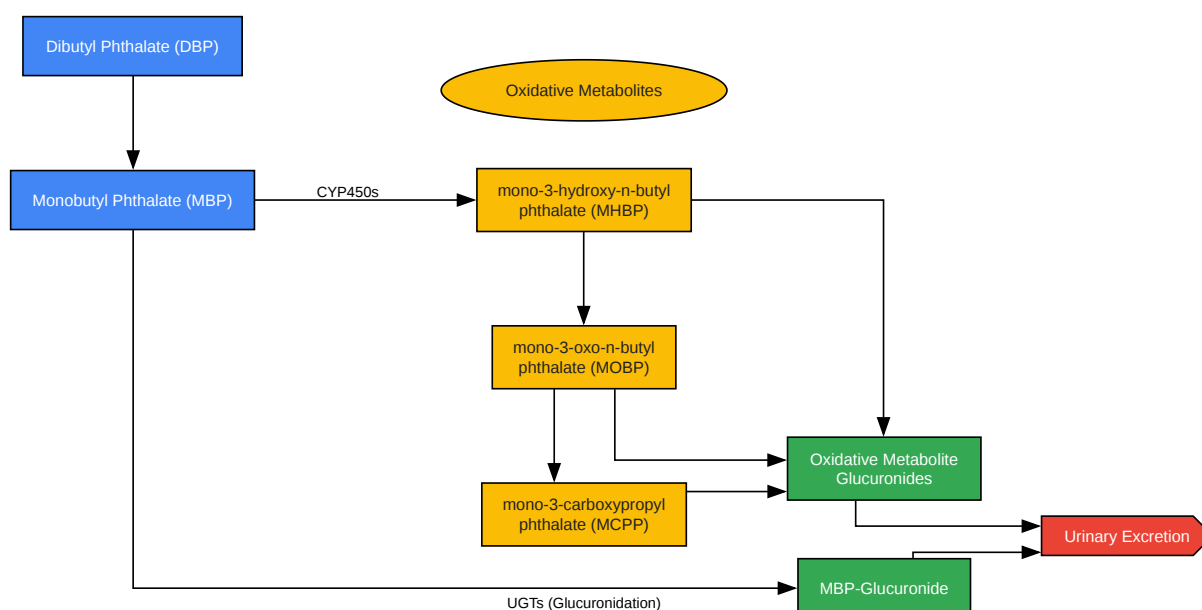 Dibutyl Phthalate (DBP)
Oxidative Metabolites
Monobutyl Phthalate (MBP)
CYP450s
mono-3-hydroxy-n-butyl
phthalate (MHBP)
mono-3-oxo-n-butyl
phthalate (MOBP)
Oxidative Metabolite
Glucuronides
mono-3-carboxypropyl
phthalate (MCPP)
Urinary Excretion
MBP-Glucuronide
UGTs (Glucuronidation)